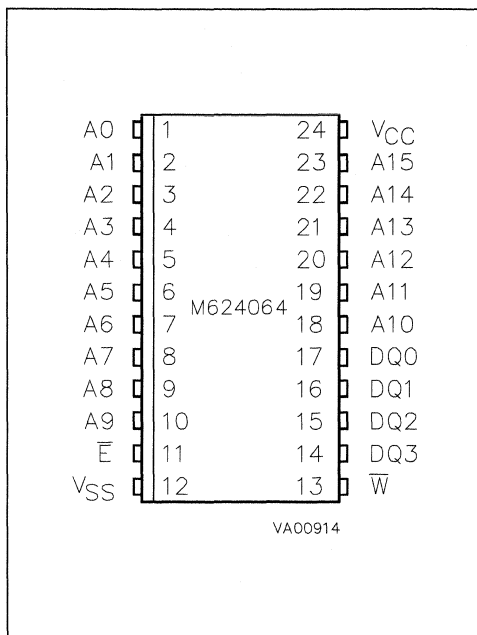 A0 1 24 VCC
A1 2 23 A15
A2 3 22 A14
A3 4 21 A13
A4 5 20 A12
A5 6 19 A11
M624064
A6 7 18 A10
A7 8 17 DQ0
A8 9 16 DQ1
A9 10 15 DQ2
E̅ 11 14 DQ3
VSS 12 13 W̅
VA00914